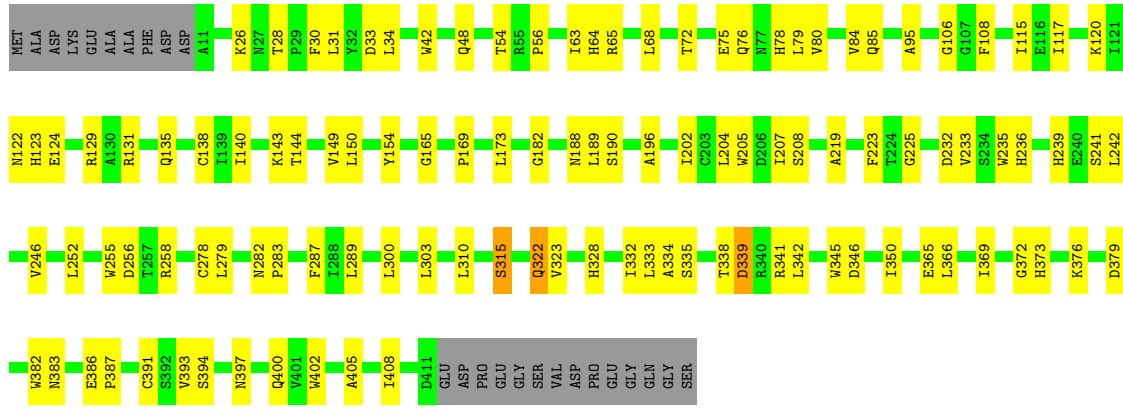 MET ALA ASP LYS GLU ALA ALA PHE ASP ASP A11 K26 N27 T28 P29 F30 L31 Y32 D33 L34 W42 Q48 T54 R55 P56 I63 H64 R65 L68 T72 E75 Q76 N77 H78 L79 V80 V84 Q85 A95 G106 G107 F108 I115 E116 I117 K120 I121
N122 H123 E124 R129 A130 R131 Q135 C138 I139 I140 K143 T144 V149 L150 Y154 G165 P169 L173 G182 N188 L189 S190 A196 I202 C203 L204 W205 D206 I207 S208 A219 F223 T224 G225 D232 V233 S234 W235 H236 H239 E240 S241 L242
V246 L252 W255 D256 T257 R258 C278 L279 N282 P283 F287 I288 L289 L300 L303 L310 S315 Q322 V323 H328 I332 L333 A334 S335 T338 D339 R340 R341 L342 W345 D346 I350 E365 L366 I369 G372 H373 K376 D379
W382 N383 E386 P387 C391 S392 V393 S394 N397 Q400 V401 W402 A405 I408 D411 GLU ASP PRO GLU GLY SER VAL ASP PRO GLU GLY GLN GLY SER